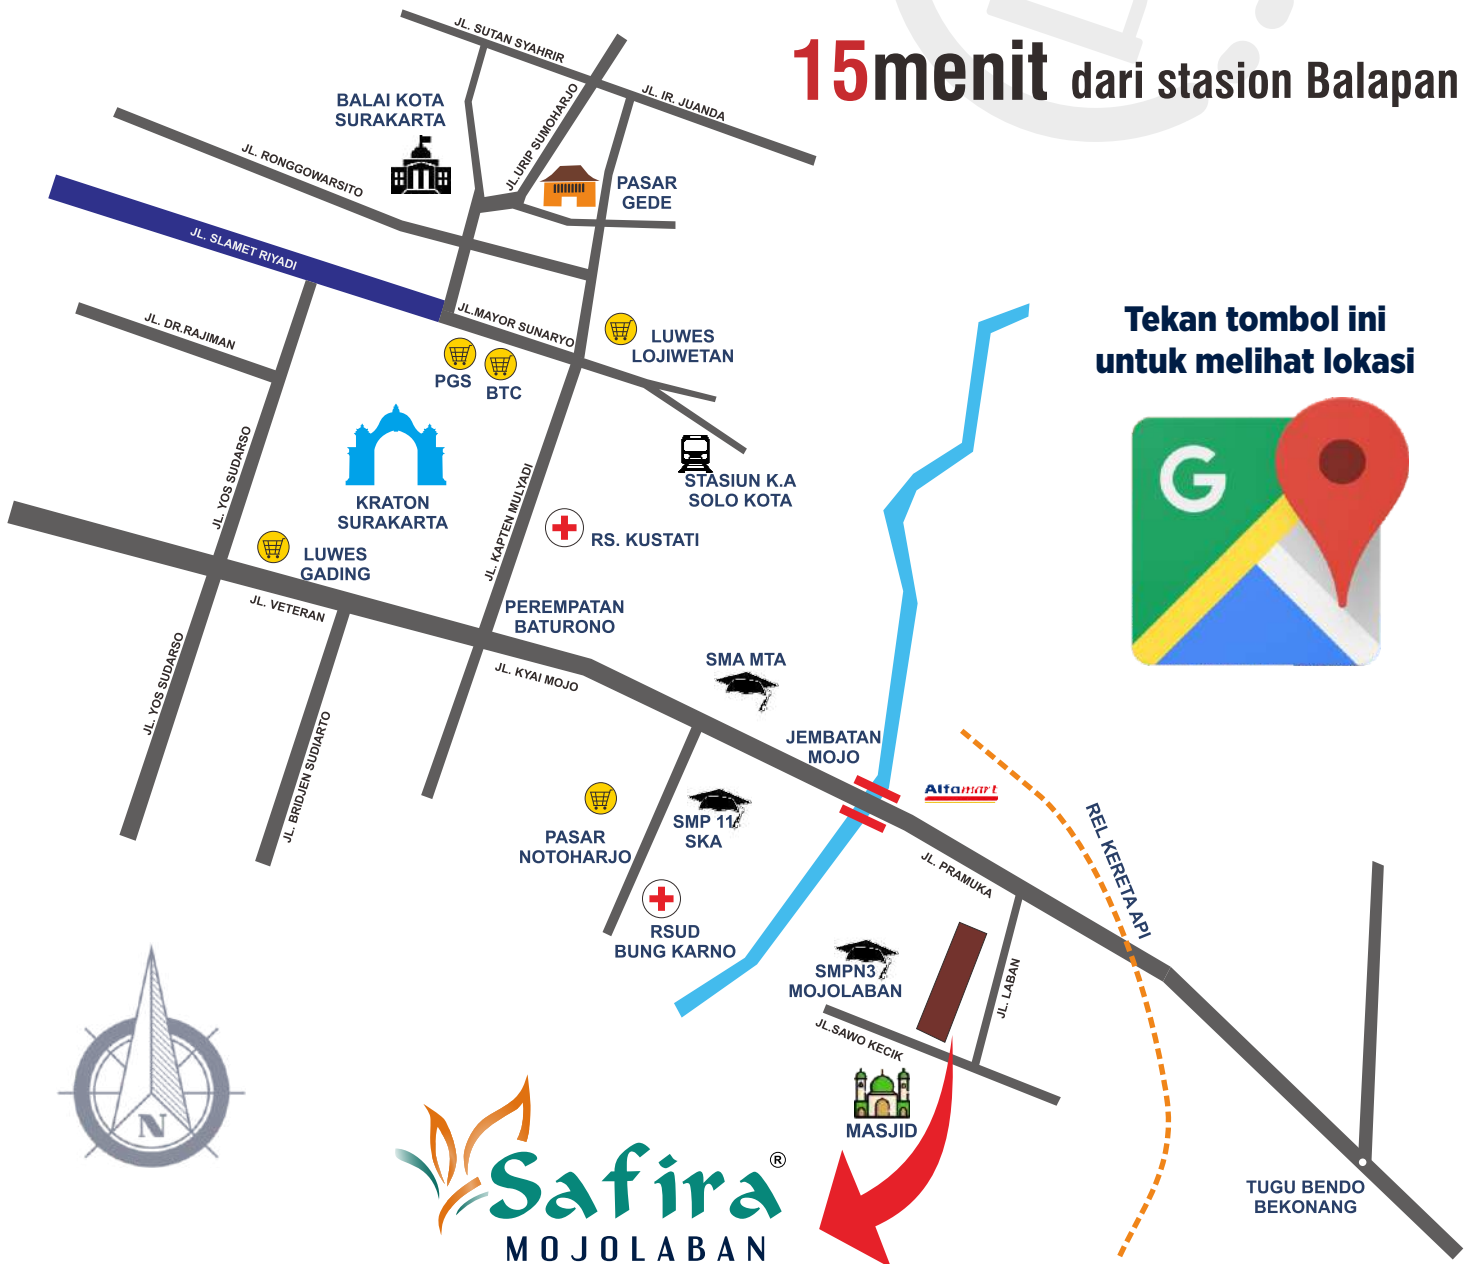 15menit dari stasion Balapan
JL. SUTAN SYAHRIR
JL. IR. JUANDA
BALAI KOTA
SURAKARTA
JL.URIP SUMOHARJO
JL. RONGGOWARSITO
PASAR
GEDE
JL. SLAMET RIYADI
JL. DR.RAJIMAN
JL.MAYOR SUNARYO
LUWES
LOJIWETAN
PGS
BTC
Tekan tombol ini
untuk melihat lokasi
G
JL. YOS SUDARSO
KRATON
SURAKARTA
JL. KAPTEN MULYADI
STASIUN K.A
SOLO KOTA
RS. KUSTATI
LUWES
GADING
JL. VETERAN
PEREMPATAN
BATURONO
JL. KYAI MOJO
SMA MTA
JL. YOS SUDARSO
JL. BRIDJEN SUDIARTO
JEMBATAN
MOJO
Alfamart
REL KERETA API
PASAR
NOTOHARJO
SMP 11
SKA
JL. PRAMUKA
RSUD
BUNG KARNO
SMPN3
MOJOLABAN
JL. LABAN
JL.SAWO KECIK
MASJID
N
Safira®
MOJOLABAN
TUGU BENDO
BEKONANG